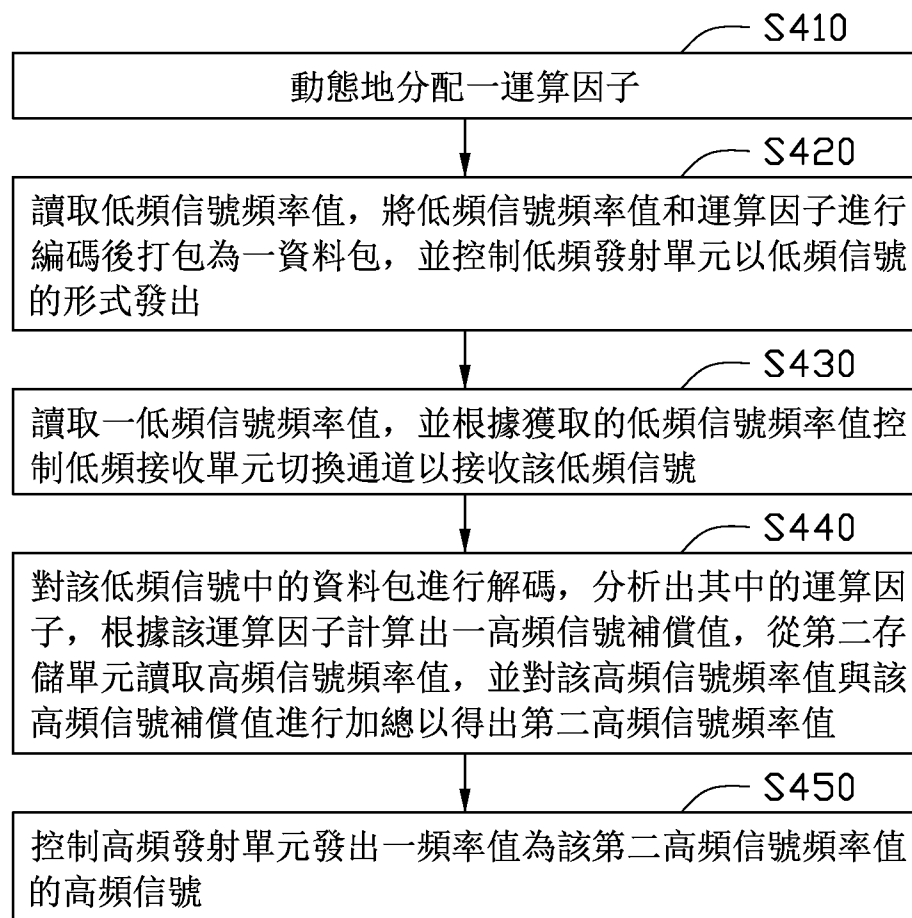 S410
動態地分配一運算因子
S420
讀取低頻信號頻率值，將低頻信號頻率值和運算因子進行
編碼後打包為一資料包，並控制低頻發射單元以低頻信號
的形式發出
S430
讀取一低頻信號頻率值，並根據獲取的低頻信號頻率值控
制低頻接收單元切換通道以接收該低頻信號
S440
對該低頻信號中的資料包進行解碼，分析出其中的運算因
子，根據該運算因子計算出一高頻信號補償值，從第二存
儲單元讀取高頻信號頻率值，並對該高頻信號頻率值與該
高頻信號補償值進行加總以得出第二高頻信號頻率值
S450
控制高頻發射單元發出一頻率值為該第二高頻信號頻率值
的高頻信號